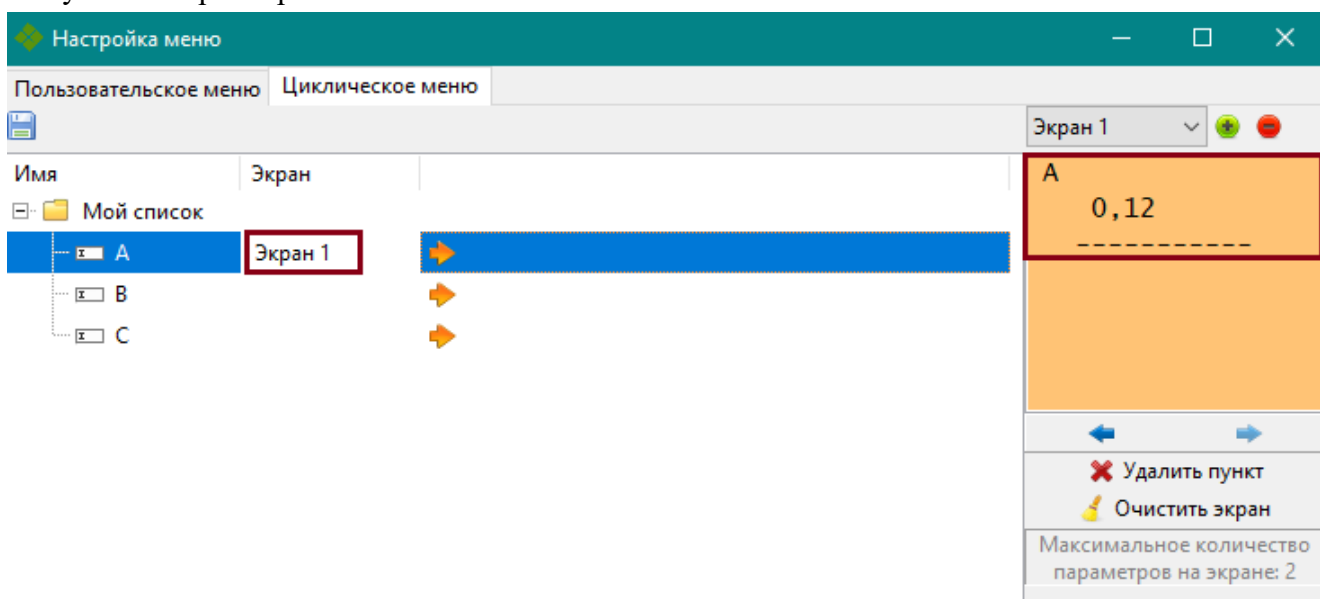 Настройка меню
Пользовательское меню Циклическое меню
Экран 1
Имя Экран
Мой список
A Экран 1
B
C
A
0,12
-----------
Удалить пункт
Очистить экран
Максимальное количество
параметров на экране: 2